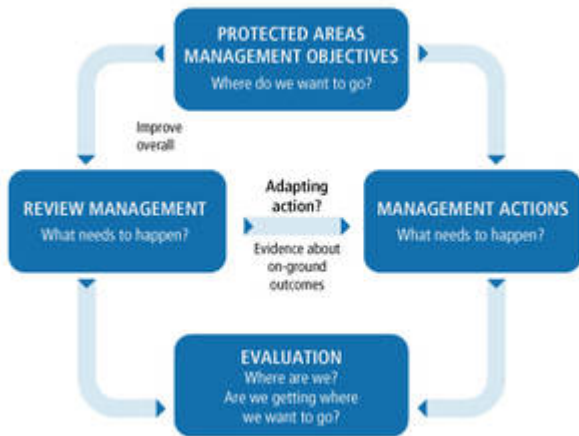 PROTECTED AREAS
MANAGEMENT OBJECTIVES
Where do we want to go?
Improve
overall
REVIEW MANAGEMENT
What needs to happen?
Adapting
action?
Evidence about
on-ground
outcomes
MANAGEMENT ACTIONS
What needs to happen?
EVALUATION
Where are we?
Are we getting where
we want to go?